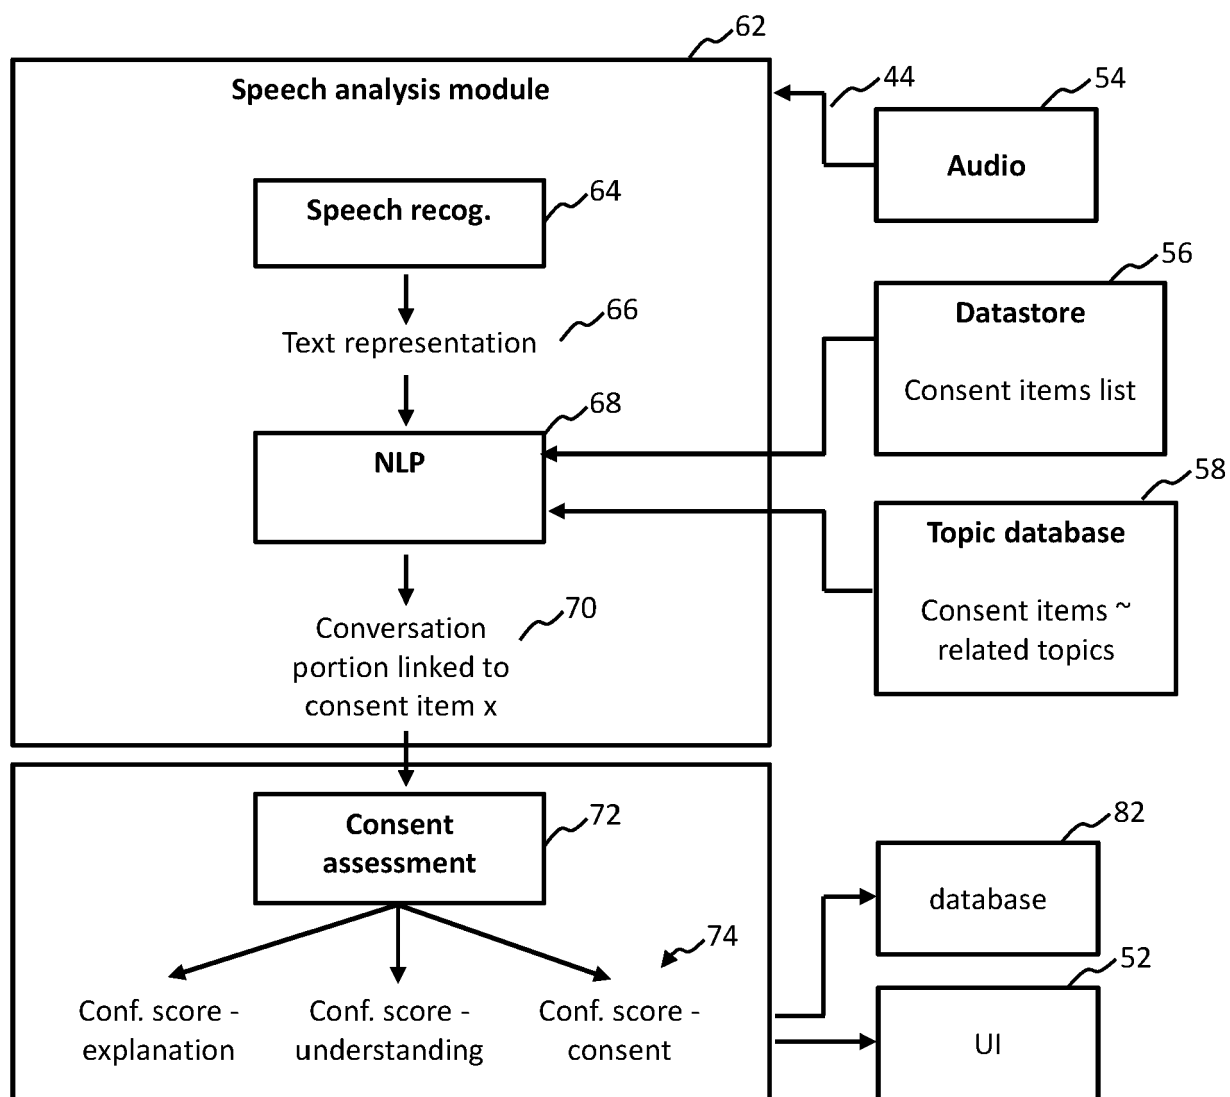 62
Speech analysis module
44
54
Audio
Speech recog.
64
56
Datastore
Consent items list
Text representation
66
NLP
68
58
Topic database
Consent items ~
related topics
Conversation
portion linked to
consent item x
70
Consent
assessment
72
82
database
74
Conf. score -
explanation
Conf. score -
understanding
Conf. score -
consent
52
UI